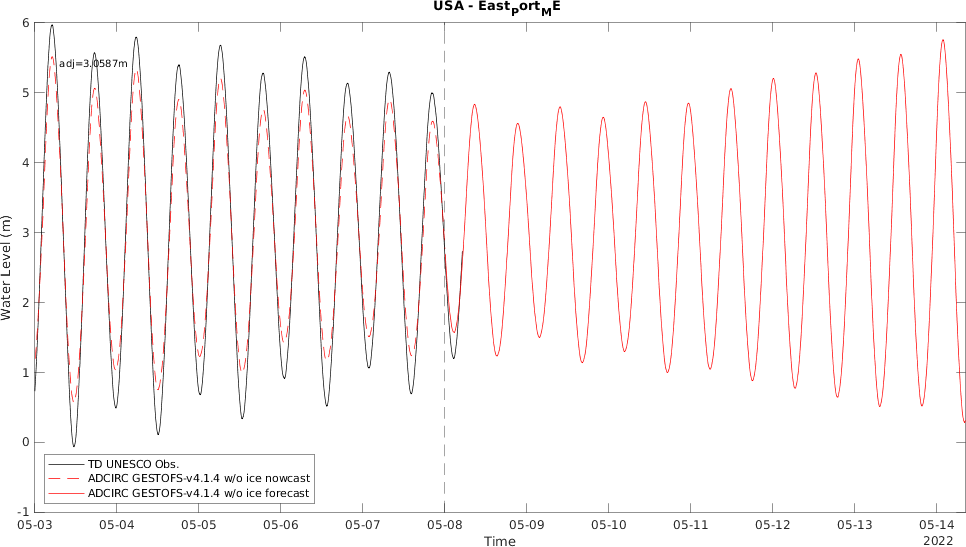 USA - EastPortME
6
adj=3.0587m
5
4
3
2
1
0
-1
Water Level (m)
TD UNESCO Obs.
ADCIRC GESTOFS-v4.1.4 w/o ice nowcast
ADCIRC GESTOFS-v4.1.4 w/o ice forecast
05-03 05-04 05-05 05-06 05-07 05-08 05-09 05-10 05-11 05-12 05-13 05-14
Time
2022